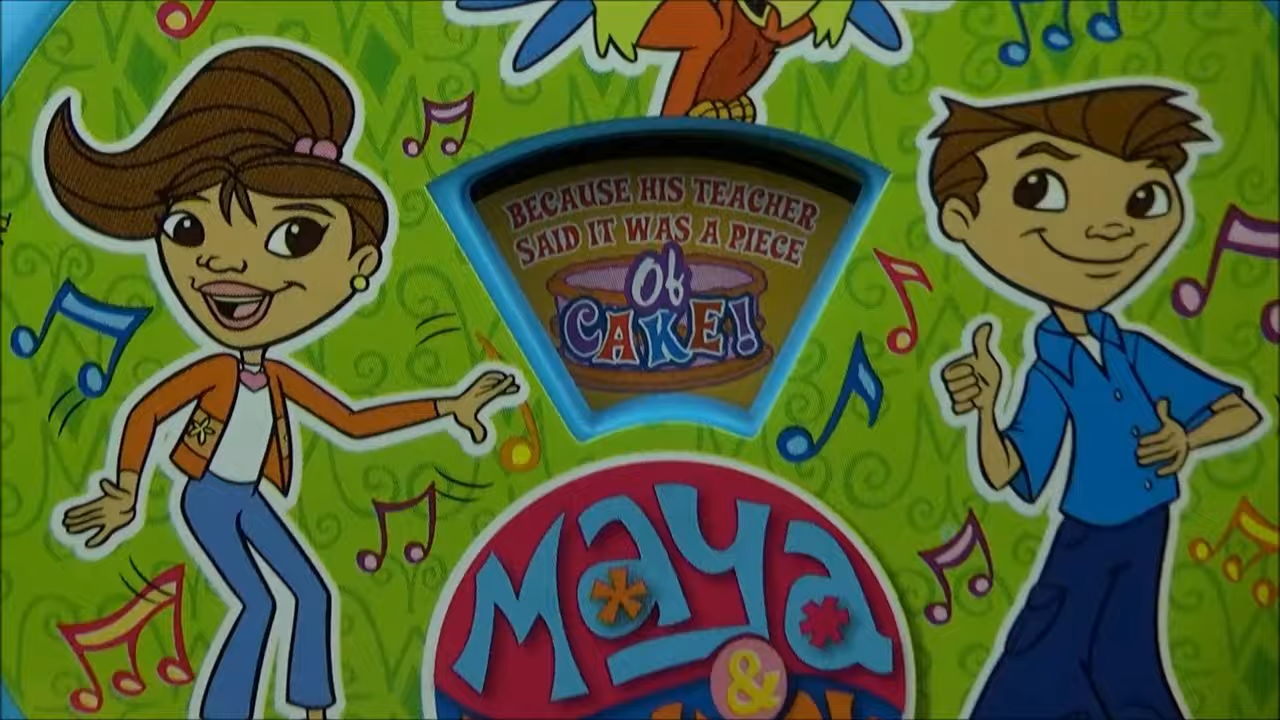 BECAUSE HIS TEACHER
SAID IT WAS A PIECE
Of
CAKE!
Maya
&